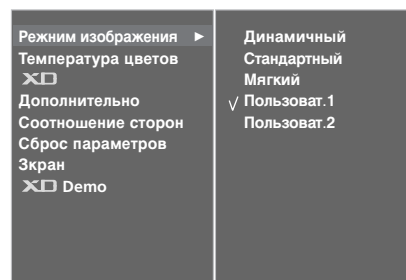 Режим изображения ►
Температура цветов
XD
Дополнительно
Соотношение сторон
Сброс параметров
Зкран
XD Demo
Динамичный
Стандартный
Мягкий
√ Пользоват.1
Пользоват.2